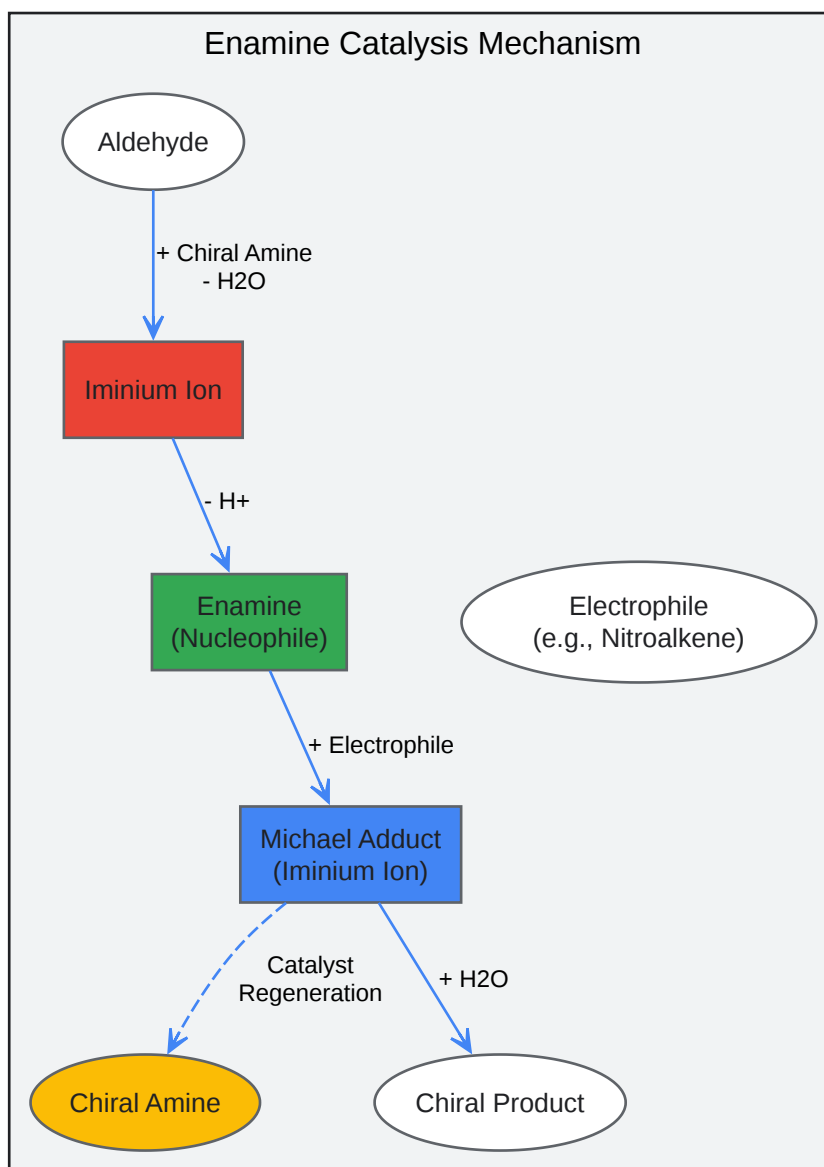 Enamine Catalysis Mechanism
Aldehyde
+ Chiral Amine
- H2O
Iminium Ion
- H+
Enamine
(Nucleophile)
Electrophile
(e.g., Nitroalkene)
+ Electrophile
Michael Adduct
(Iminium Ion)
Catalyst
Regeneration
+ H2O
Chiral Amine
Chiral Product